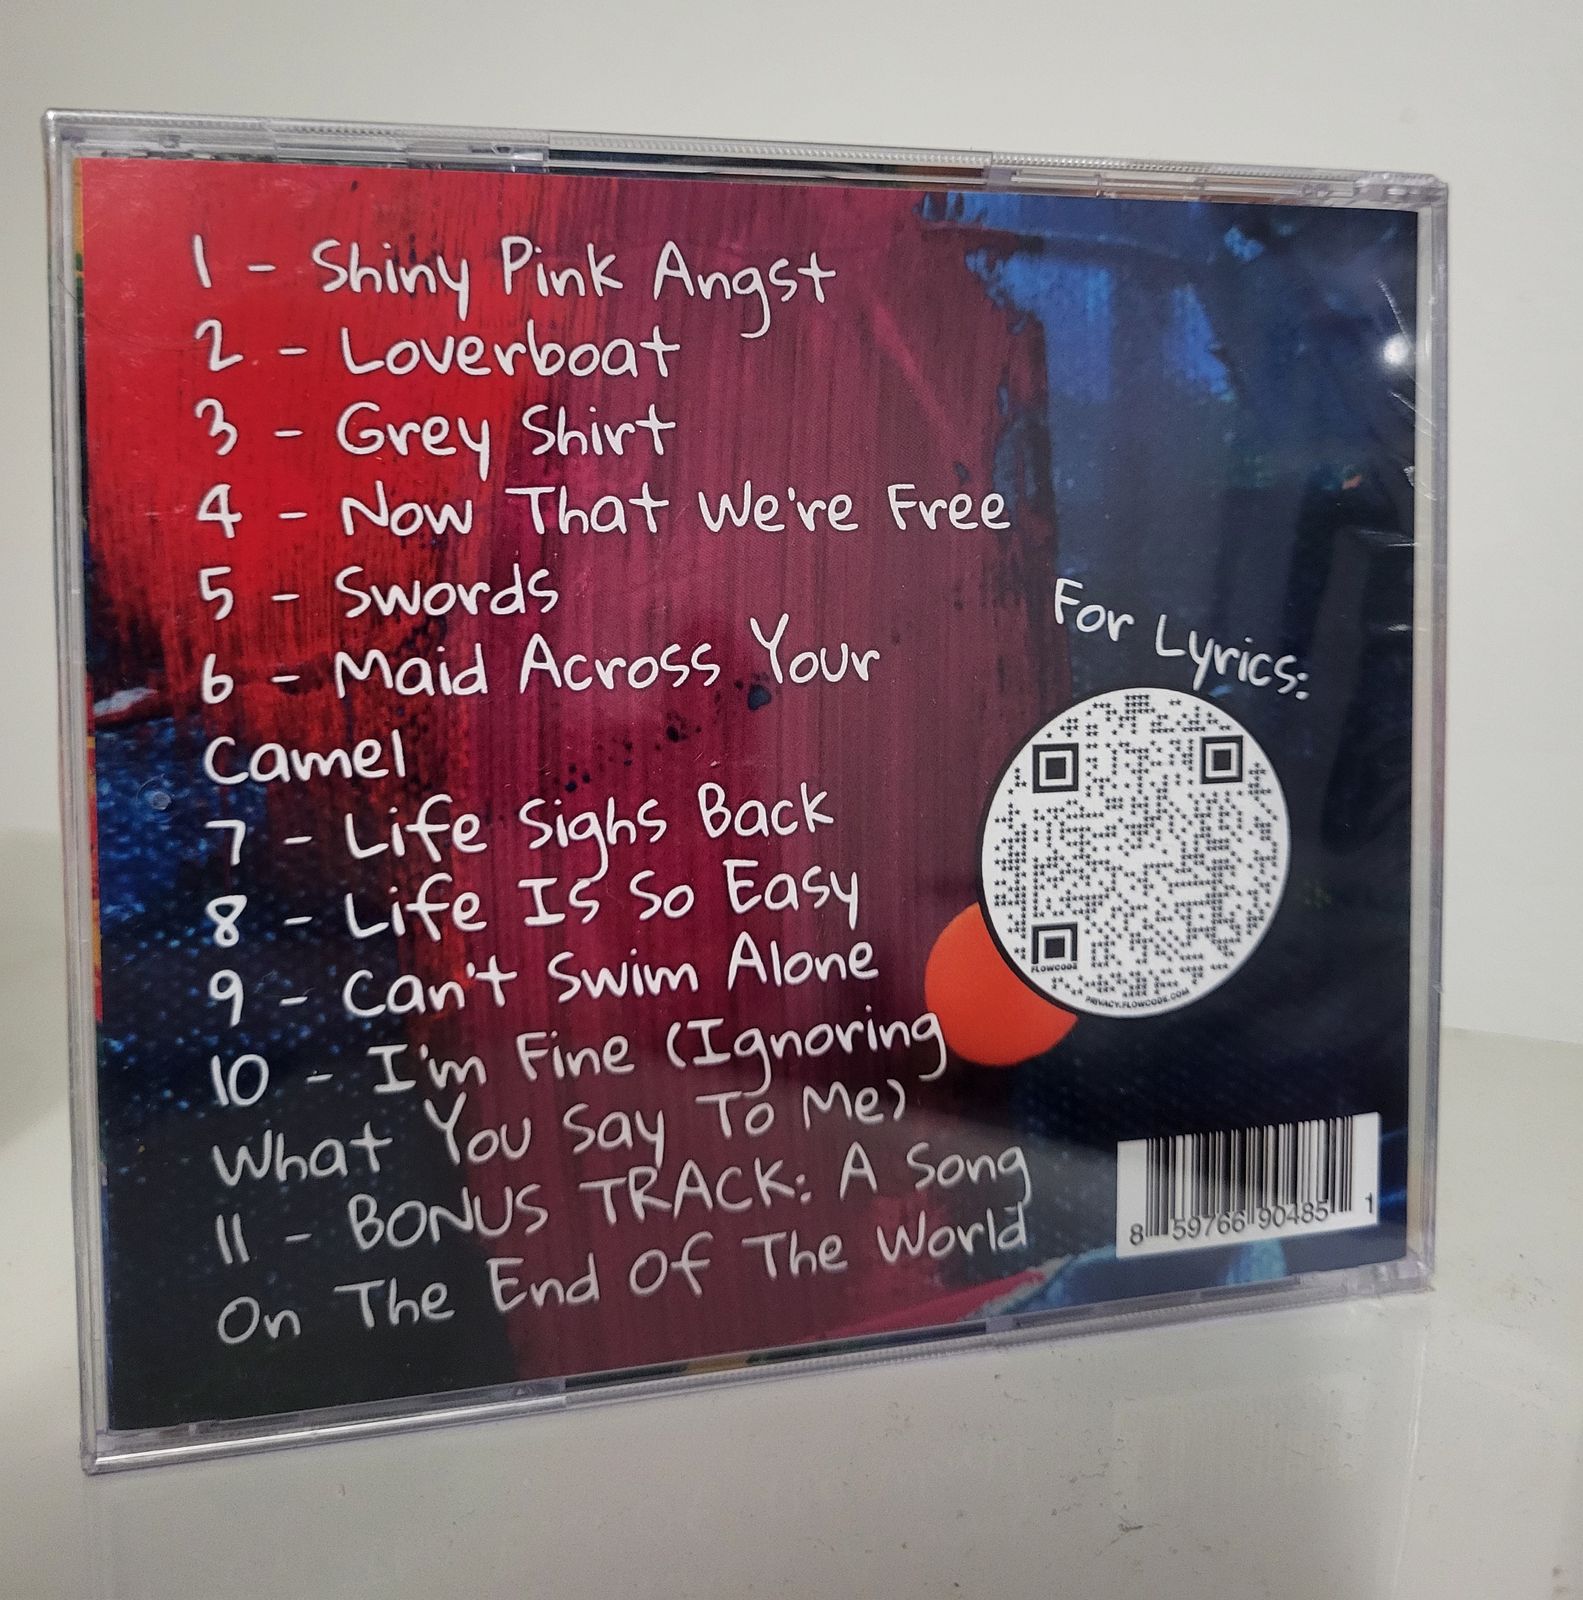 1 - Shiny Pink Angst
2 - Loverboat
3 - Grey Shirt
4 - Now That We're Free
5 - Swords
6 - Maid Across Your
Camel
7 - Life Sighs Back
8 - Life Is So Easy
9 - Can't Swim Alone
10 - I'm Fine (Ignoring
What You Say To Me)
11 - BONUS TRACK: A Song
On The End Of The World
For Lyrics:
FLOWCODE
PRIVACY.FLOWCODE.COM
8 59766 90485 1